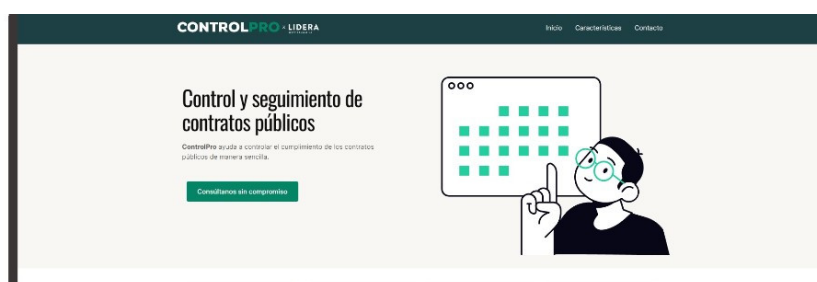 CONTROLPRO
LIDERA
Inicio Características Contacto
Control y seguimiento de
contratos públicos
ControlPro ayuda a controlar el cumplimiento de los contratos
públicos de manera sencilla.
Consúltanos sin compromiso